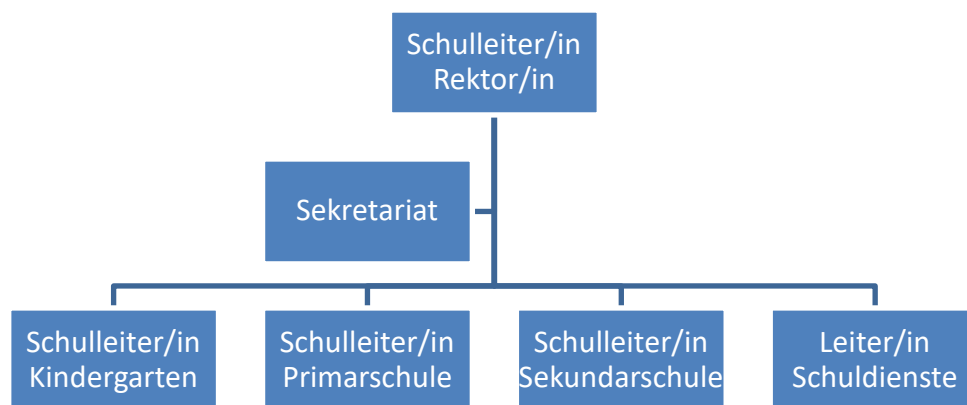 Schulleiter/in
Rektor/in
Sekretariat
Schulleiter/in
Kindergarten
Schulleiter/in
Primarschule
Schulleiter/in
Sekundarschule
Leiter/in
Schuldienste